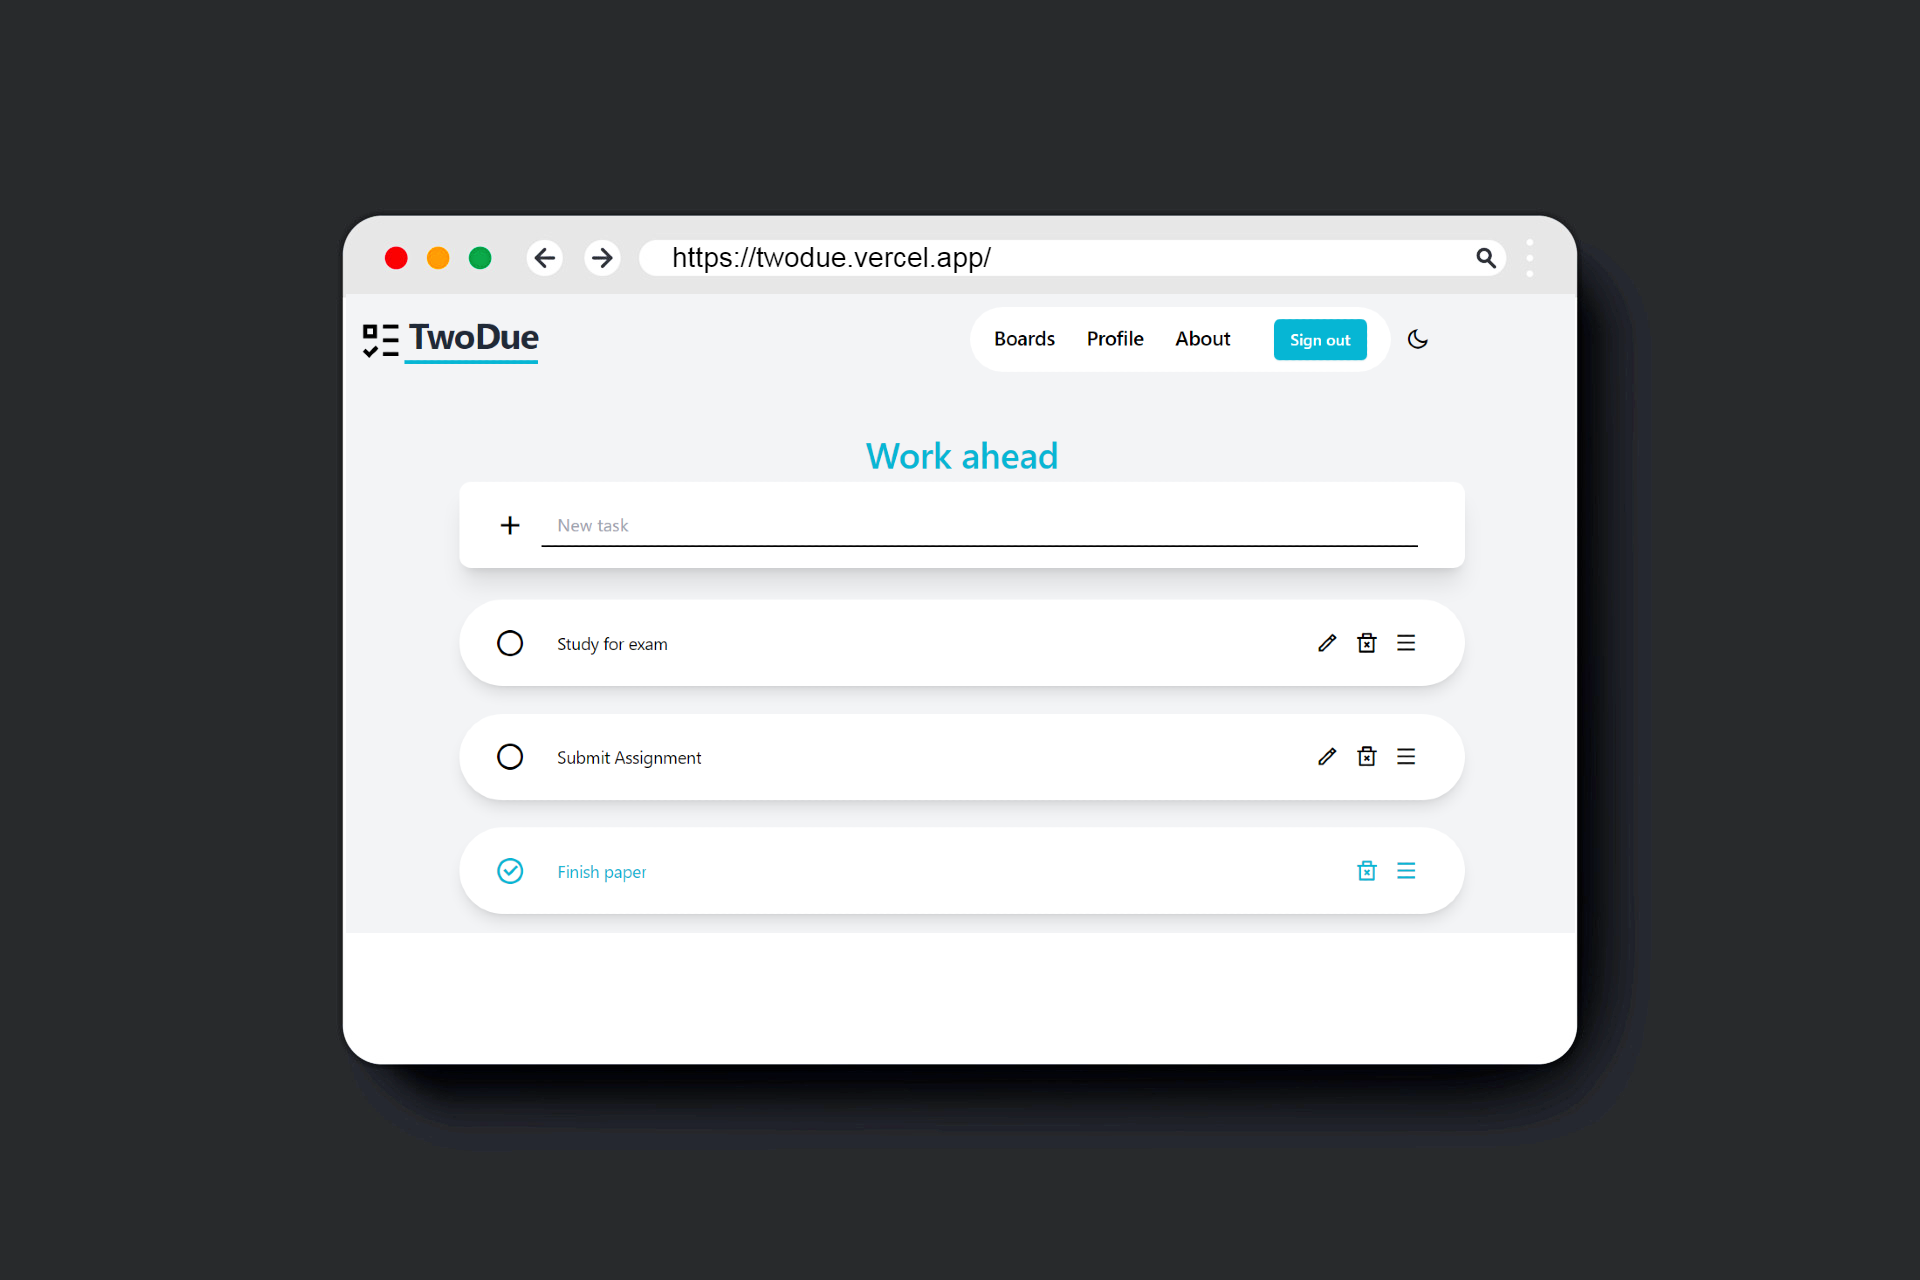 https://twodue.vercel.app/
TwoDue
Boards Profile About Sign out
Work ahead
New task
Study for exam
Submit Assignment
Finish paper